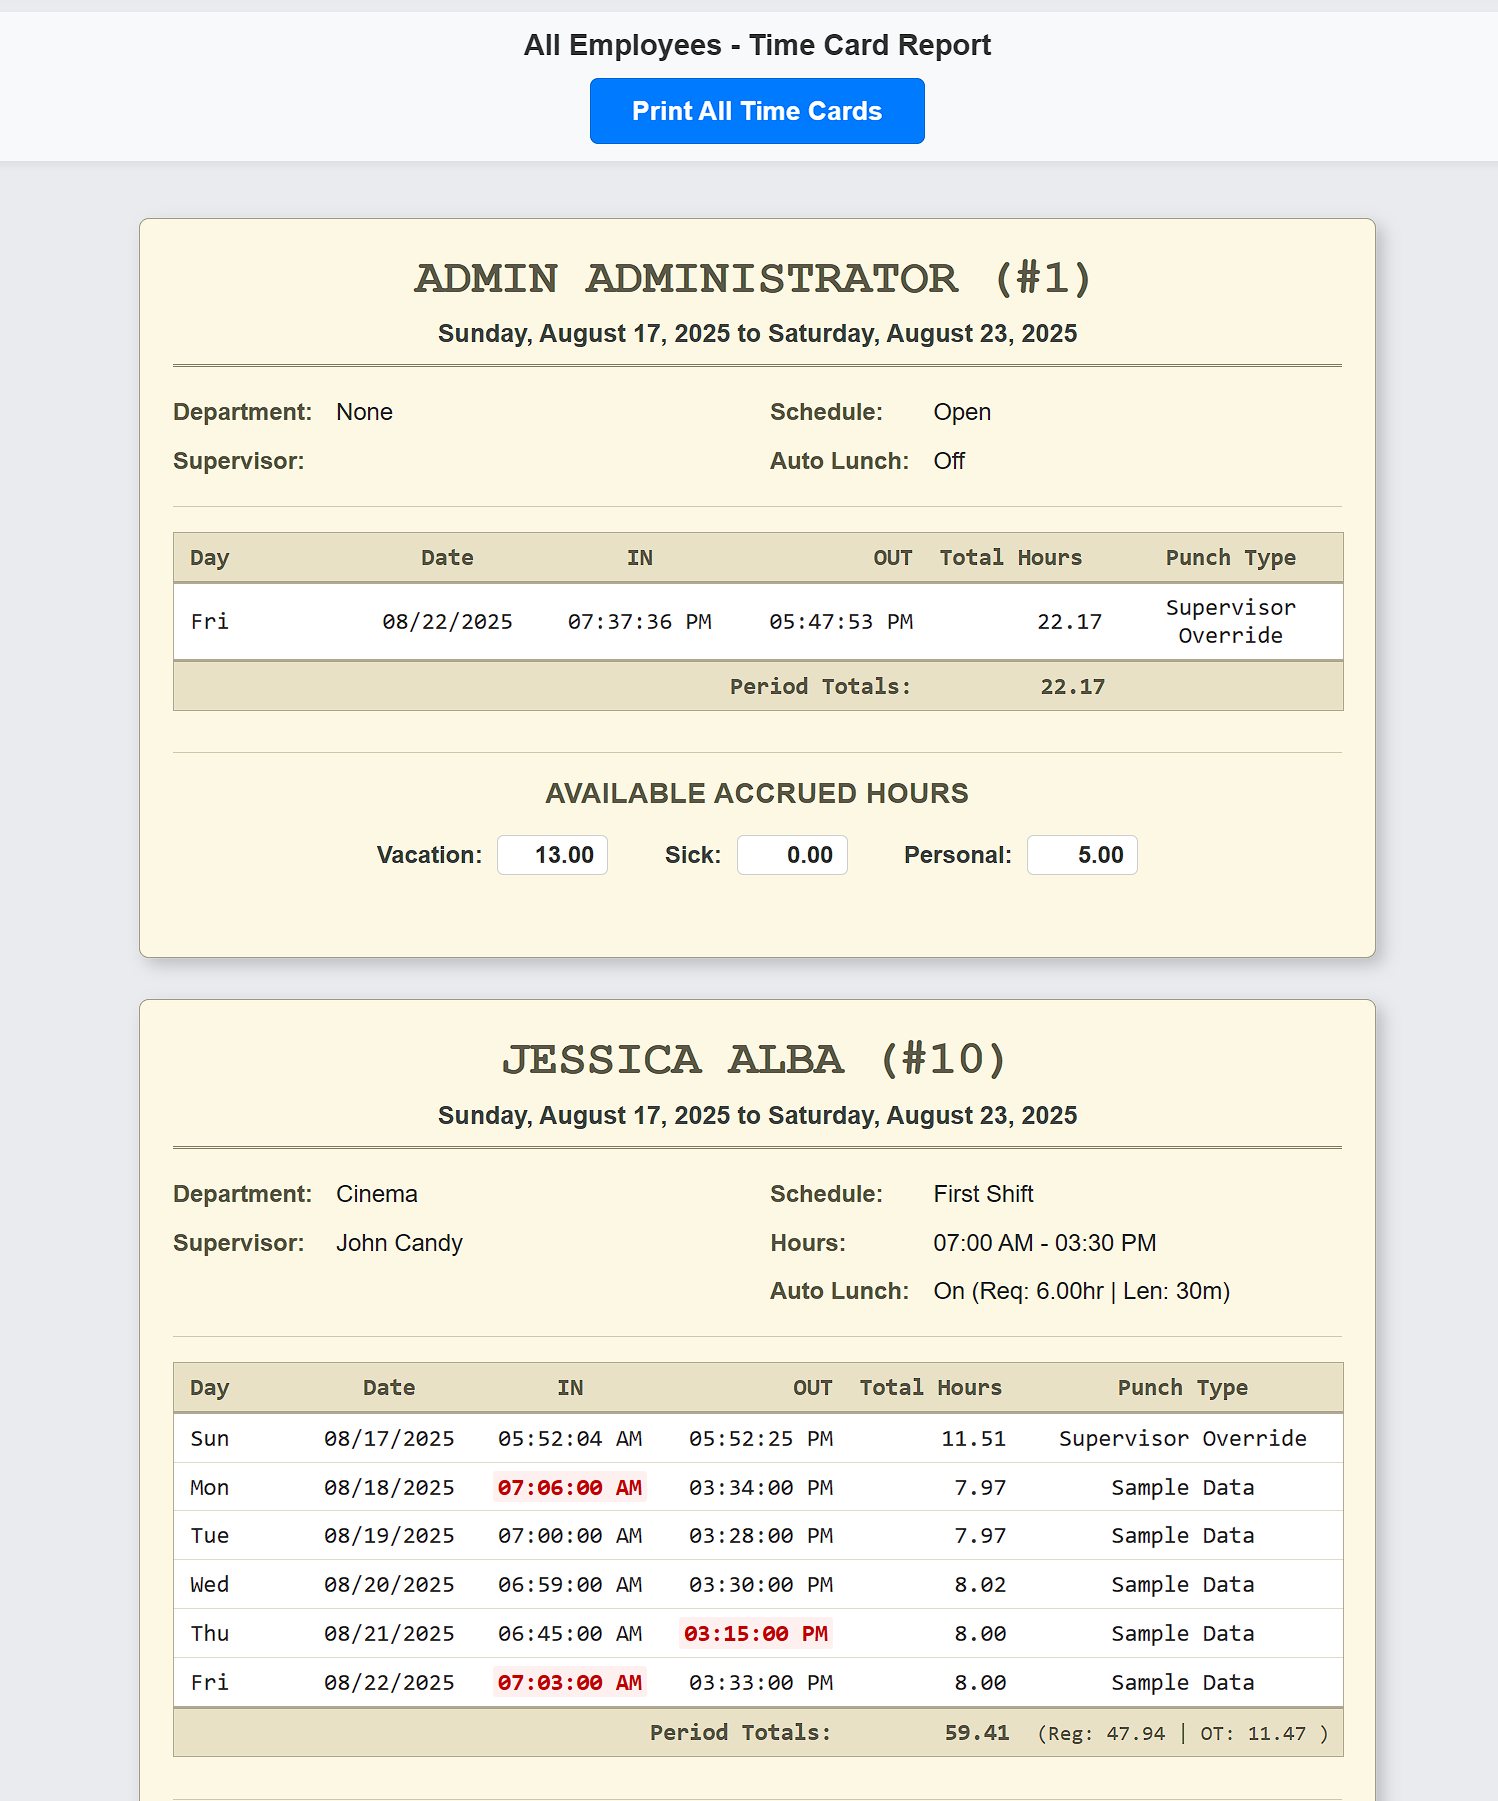 All Employees - Time Card Report
Print All Time Cards
ADMIN ADMINISTRATOR (#1)
Sunday, August 17, 2025 to Saturday, August 23, 2025
Department: None Schedule: Open
Supervisor: Auto Lunch: Off
Day Date IN OUT Total Hours Punch Type
Fri 08/22/2025 07:37:36 PM 05:47:53 PM 22.17 Supervisor Override
Period Totals: 22.17
AVAILABLE ACCRUED HOURS
Vacation: 13.00 Sick: 0.00 Personal: 5.00
JESSICA ALBA (#10)
Sunday, August 17, 2025 to Saturday, August 23, 2025
Department: Cinema Schedule: First Shift
Supervisor: John Candy Hours: 07:00 AM - 03:30 PM
Auto Lunch: On (Req: 6.00hr | Len: 30m)
Day Date IN OUT Total Hours Punch Type
Sun 08/17/2025 05:52:04 AM 05:52:25 PM 11.51 Supervisor Override
Mon 08/18/2025 07:06:00 AM 03:34:00 PM 7.97 Sample Data
Tue 08/19/2025 07:00:00 AM 03:28:00 PM 7.97 Sample Data
Wed 08/20/2025 06:59:00 AM 03:30:00 PM 8.02 Sample Data
Thu 08/21/2025 06:45:00 AM 03:15:00 PM 8.00 Sample Data
Fri 08/22/2025 07:03:00 AM 03:33:00 PM 8.00 Sample Data
Period Totals: 59.41 (Reg: 47.94 | OT: 11.47 )